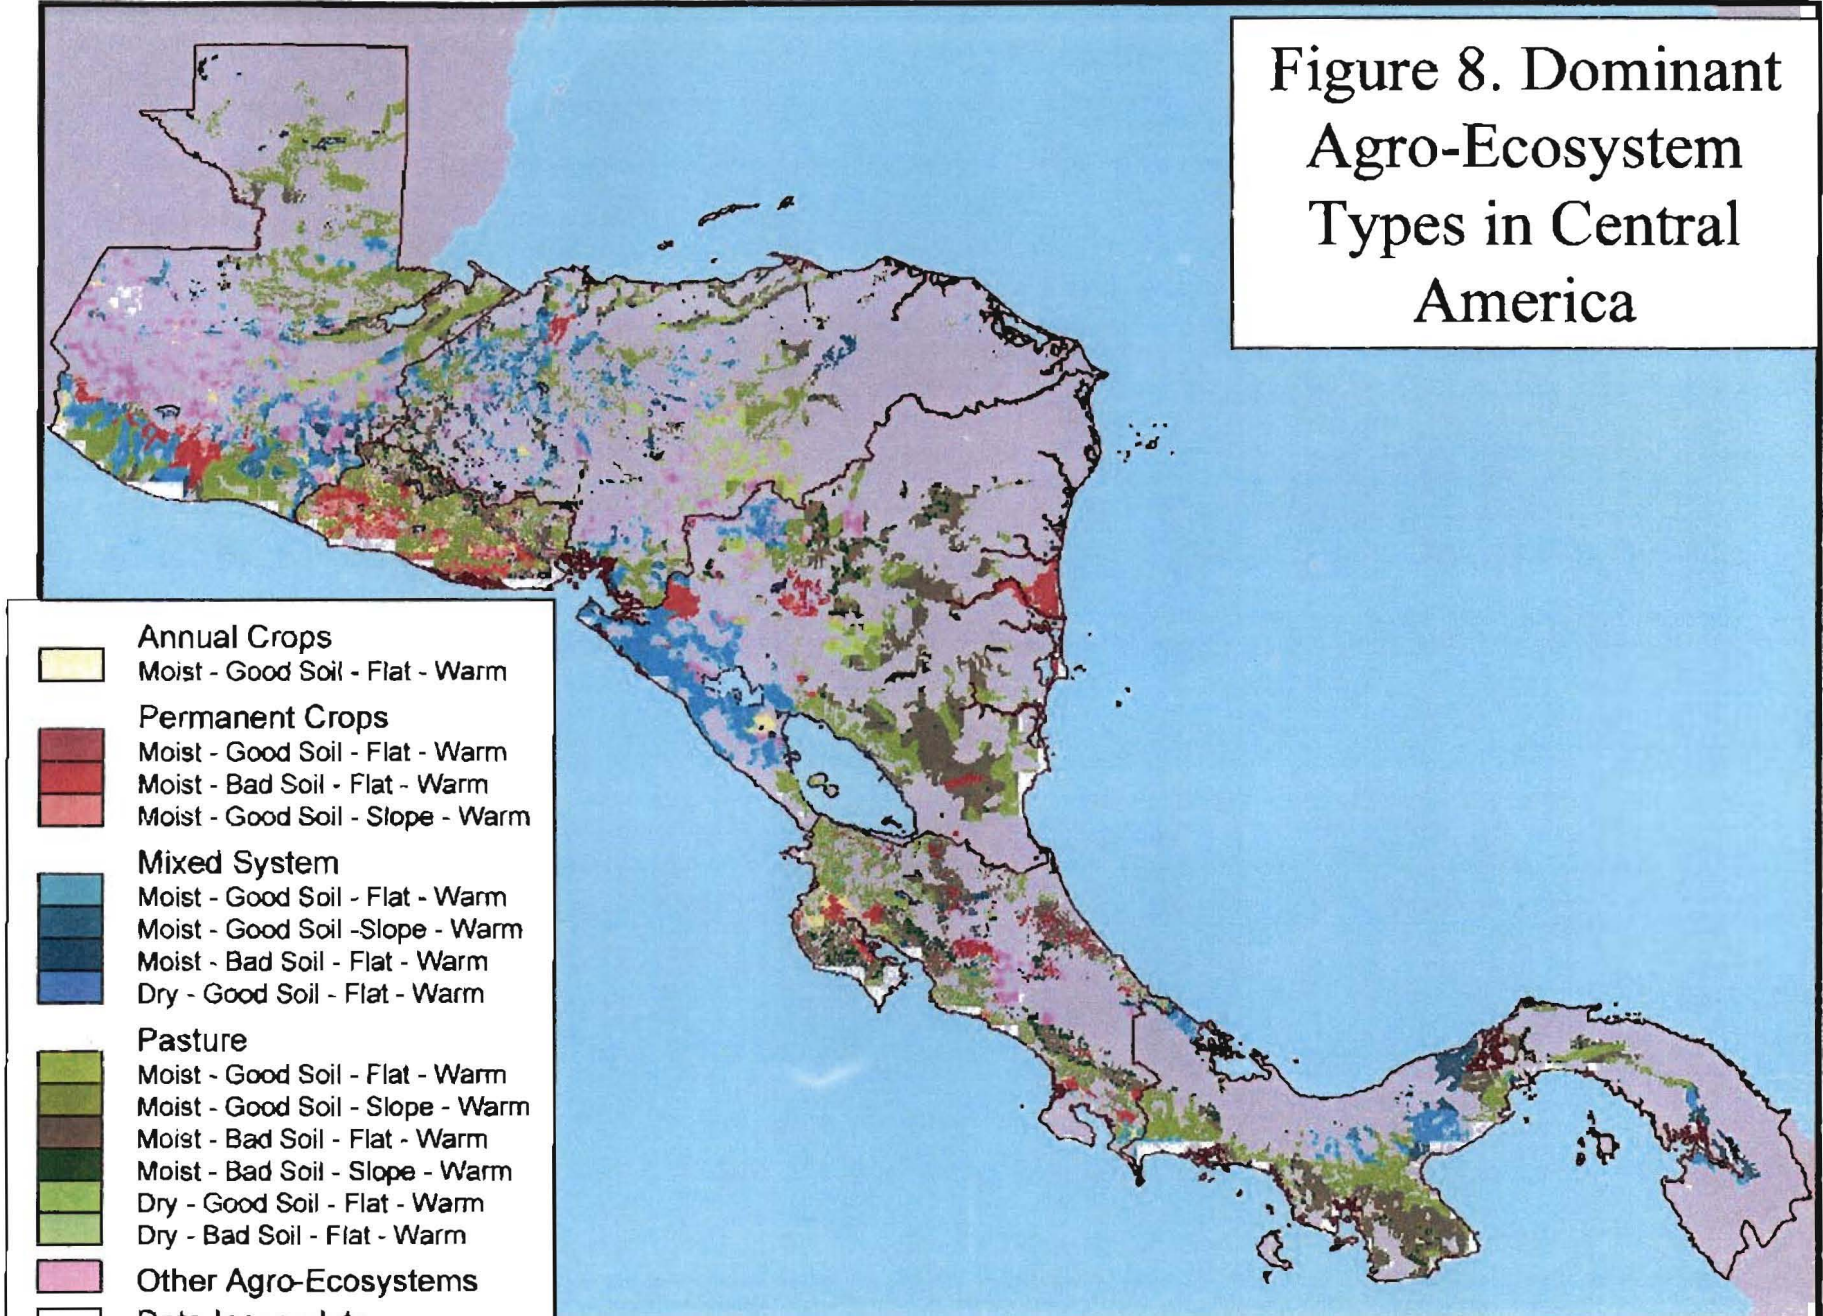 Figure 8. Dominant
Agro-Ecosystem
Types in Central
America
Annual Crops
Moist - Good Soil - Flat - Warm
Permanent Crops
Moist - Good Soil - Flat - Warm
Moist - Bad Soil - Flat - Warm
Moist - Good Soil - Slope - Warm
Mixed System
Moist - Good Soil - Flat - Warm
Moist - Good Soil -Slope - Warm
Moist - Bad Soil - Flat - Warm
Dry - Good Soil - Flat - Warm
Pasture
Moist - Good Soil - Flat - Warm
Moist - Good Soil - Slope - Warm
Moist - Bad Soil - Flat - Warm
Moist - Bad Soil - Slope - Warm
Dry - Good Soil - Flat - Warm
Dry - Bad Soil - Flat - Warm
Other Agro-Ecosystems